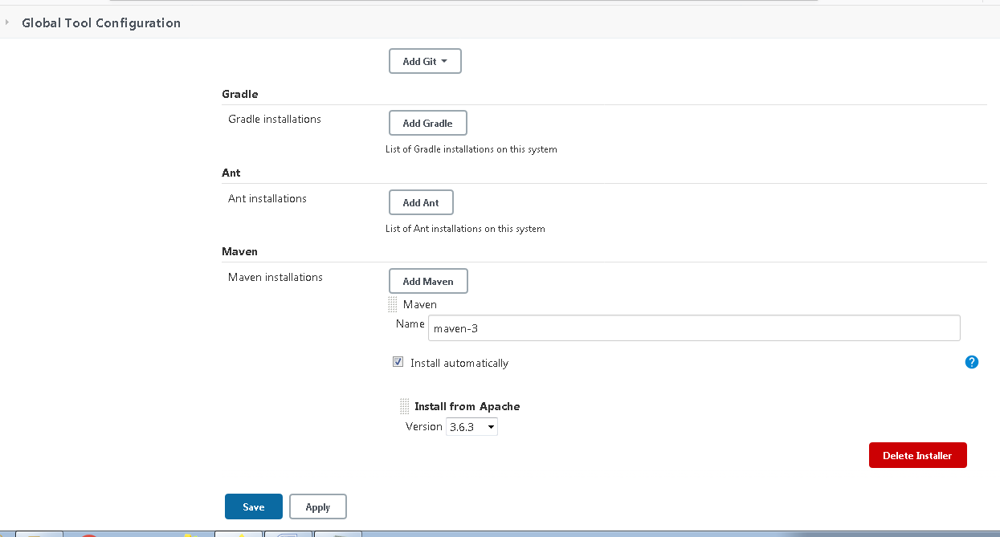 Global Tool Configuration
Add Git
Gradle
Gradle installations
Add Gradle
List of Gradle installations on this system
Ant
Ant installations
Add Ant
List of Ant installations on this system
Maven
Maven installations
Add Maven
Maven
Name maven-3
Install automatically
?
Install from Apache
Version 3.6.3
Delete Installer
Save Apply